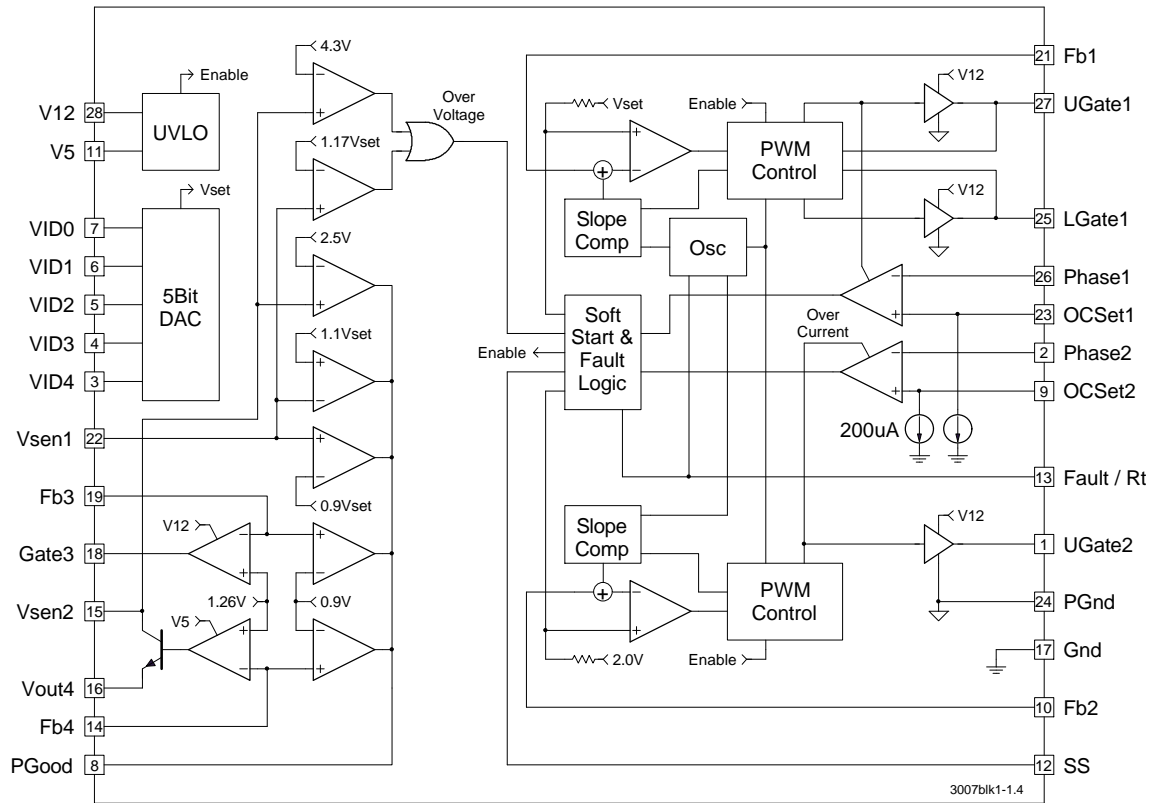 V12
28
V5
11
UVLO
Enable
VID0
7
VID1
6
VID2
5
VID3
4
VID4
3
Vset
5Bit
DAC
Vsen1
22
Fb3
19
Gate3
18
Vsen2
15
Vout4
16
Fb4
14
PGood
8
4.3V
−
+
1.17Vset
−
+
2.5V
−
+
1.1Vset
+
−
+
−
0.9Vset
V12
−
+
+
−
1.26V
0.9V
V5
+
−
−
+
Over
Voltage
Vset
+
−
+
Enable
PWM
Control
Slope
Comp
Osc
V12
V12
Soft
Start &
Fault
Logic
Enable
Over
Current
−
+
−
+
200uA
Slope
Comp
+
−
+
2.0V
PWM
Control
Enable
V12
21
Fb1
27
UGate1
25
LGate1
26
Phase1
23
OCSet1
2
Phase2
9
OCSet2
13
Fault / Rt
1
UGate2
24
PGnd
17
Gnd
10
Fb2
12
SS
3007blk1-1.4